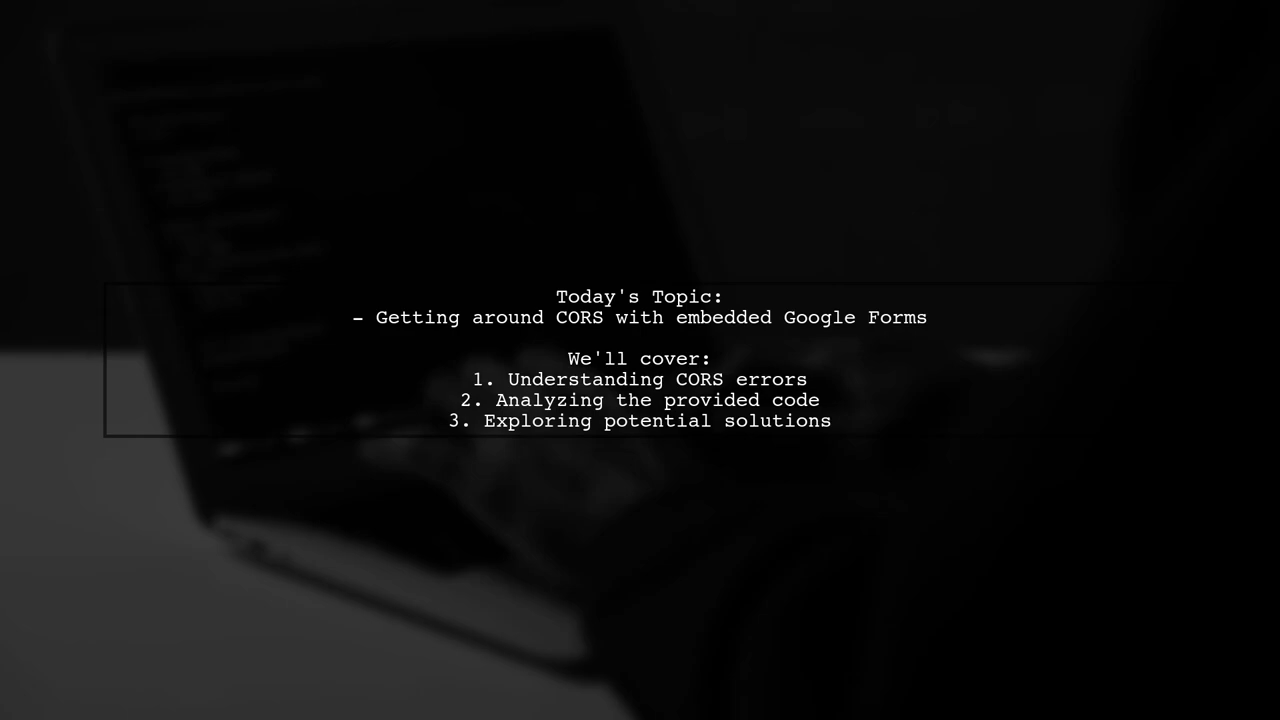 Today's Topic:
- Getting around CORS with embedded Google Forms
We'll cover:
1. Understanding CORS errors
2. Analyzing the provided code
3. Exploring potential solutions